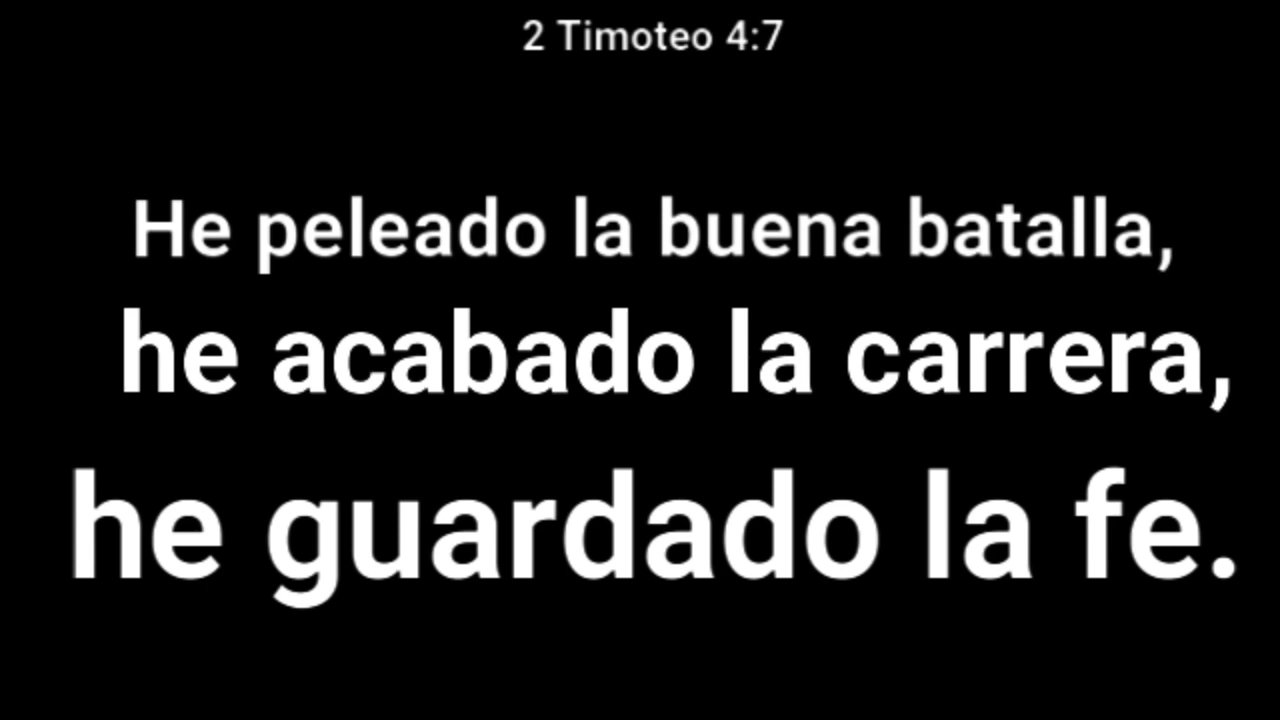 2 Timoteo 4:7
He peleado la buena batalla,
he acabado la carrera,
he guardado la fe.